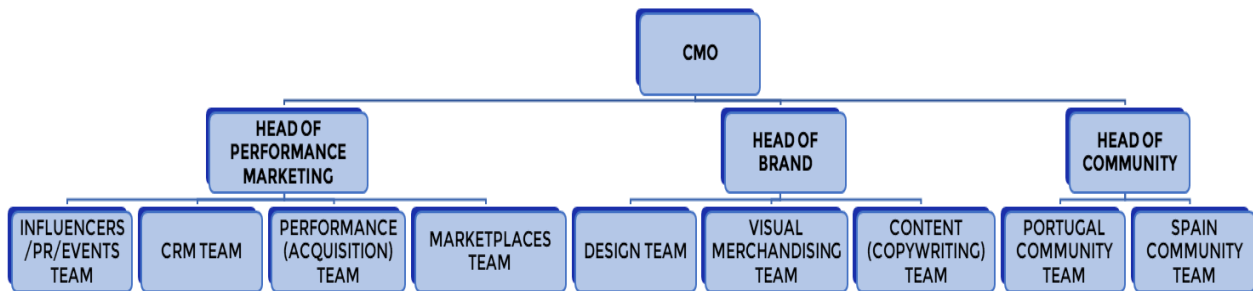 CMO
HEAD OF
PERFORMANCE
MARKETING
HEAD OF
BRAND
HEAD OF
COMMUNITY
INFLUENCERS
/PR/EVENTS
TEAM
CRM TEAM
PERFORMANCE
(ACQUISITION)
TEAM
MARKETPLACES
TEAM
DESIGN TEAM
VISUAL
MERCHANDISING
TEAM
CONTENT
(COPYWRITING)
TEAM
PORTUGAL
COMMUNITY
TEAM
SPAIN
COMMUNITY
TEAM